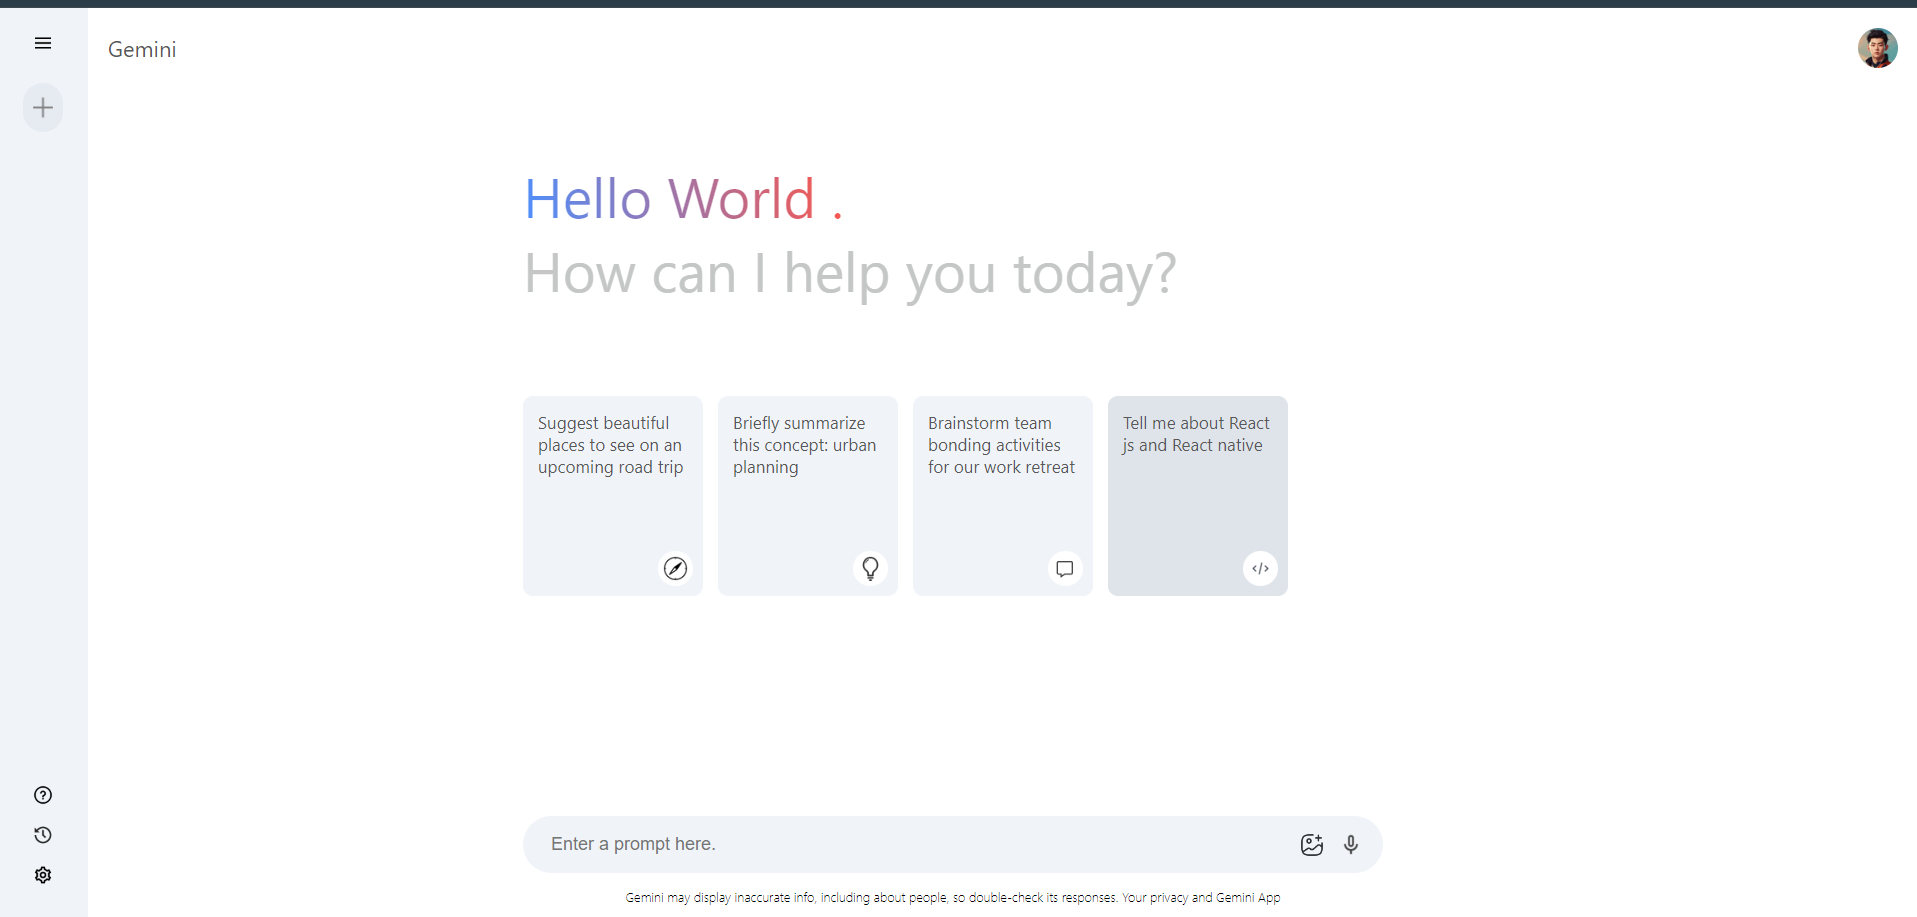 Gemini
Hello World .
How can I help you today?
Suggest beautiful
places to see on an
upcoming road trip
Briefly summarize
this concept: urban
planning
Brainstorm team
bonding activities
for our work retreat
Tell me about React
js and React native
Enter a prompt here.
Gemini may display inaccurate info, including about people, so double-check its responses. Your privacy and Gemini App